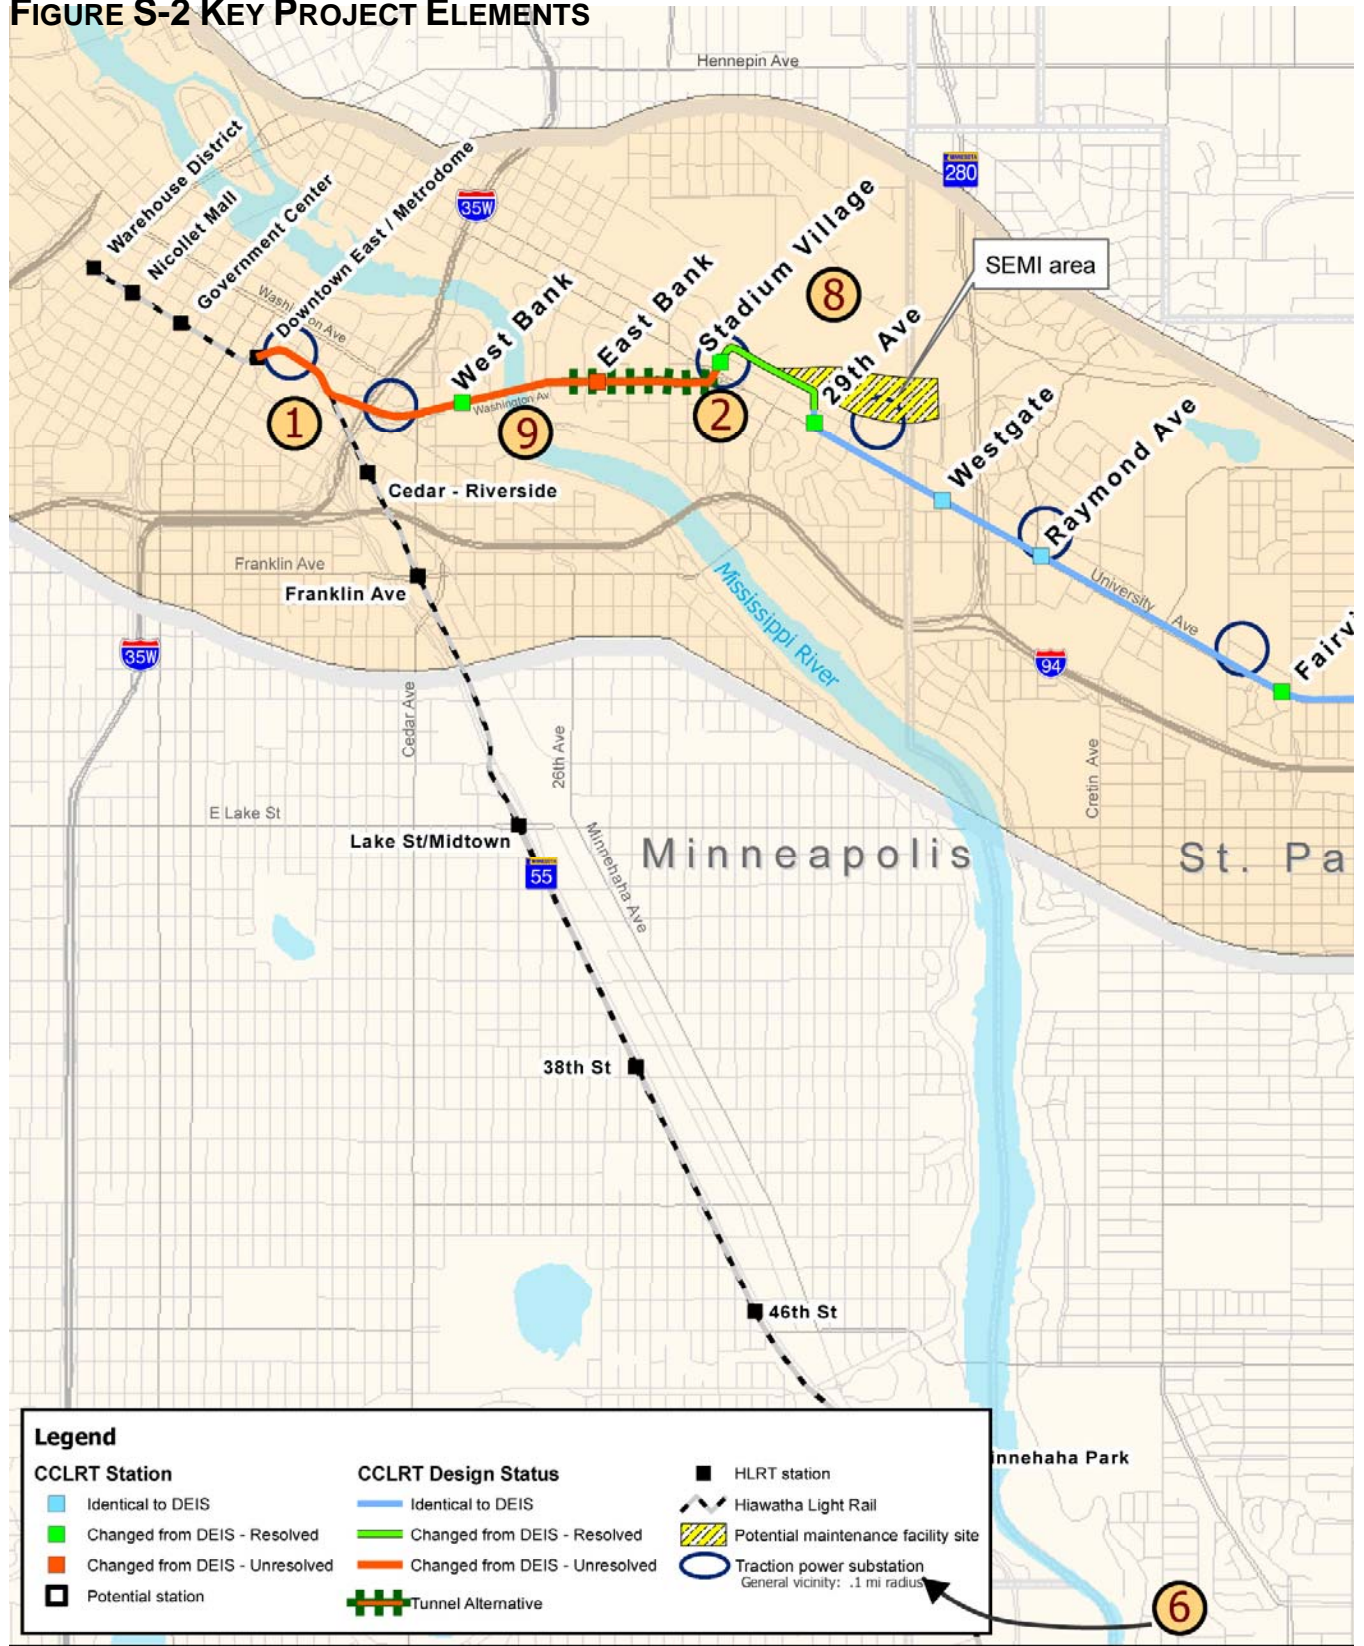 FIGURE S-2 KEY PROJECT ELEMENTS
Hennepin Ave
280
35W
Warehouse District
Nicollet Mall
Government Center
Downtown East / Metrodome
Washington Ave
West Bank
East Bank
Stadium Village
8
SEMI area
29th Ave
Washington Av
1
9
2
Westgate
Raymond Ave
Cedar - Riverside
Franklin Ave
Franklin Ave
University Ave
Mississippi River
35W
94
Fairvi
Cedar Ave
26th Ave
Cretin Ave
E Lake St
Lake St/Midtown
Minnehaha Ave
Minneapolis
St. Pa
MINNESOTA
55
38th St
46th St
innehaha Park
Legend
CCLRT Station
Identical to DEIS
Changed from DEIS - Resolved
Changed from DEIS - Unresolved
Potential station
CCLRT Design Status
Identical to DEIS
Changed from DEIS - Resolved
Changed from DEIS - Unresolved
Tunnel Alternative
HLRT station
Hiawatha Light Rail
Potential maintenance facility site
Traction power substation
General vicinity: .1 mi radius
6